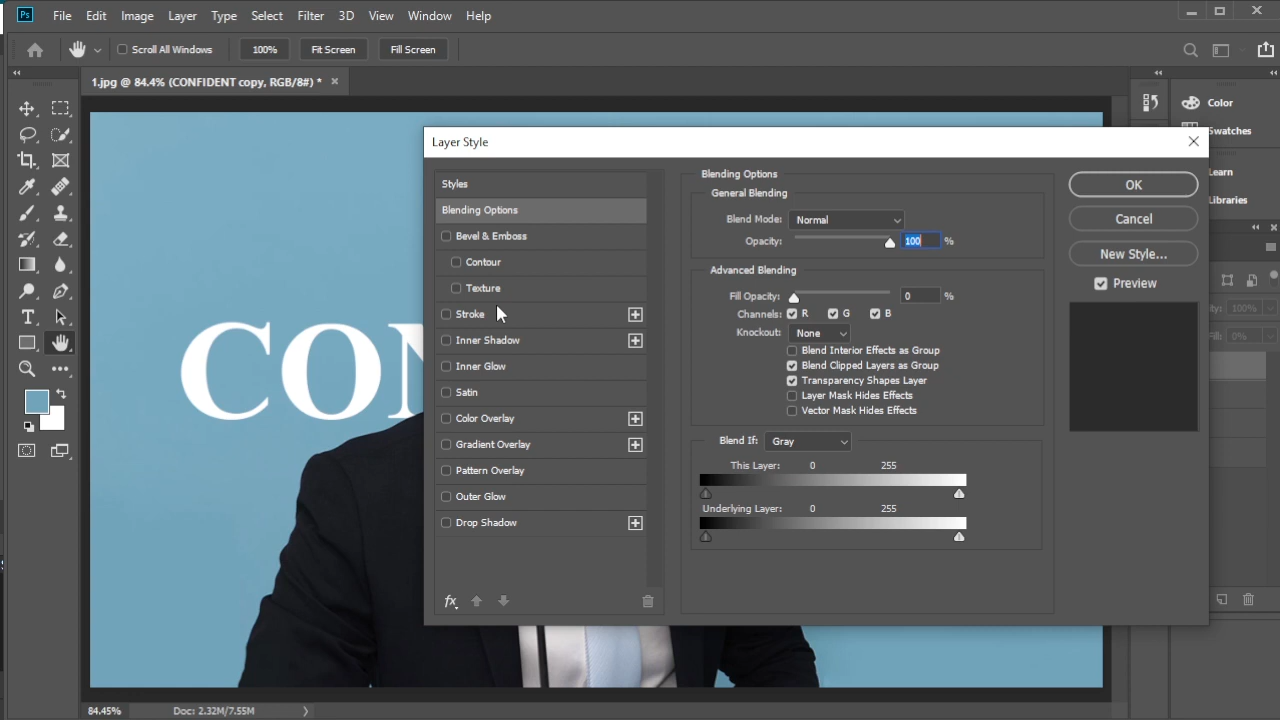 Ps File Edit Image Layer Type Select Filter 3D View Window Help
Scroll All Windows 100% Fit Screen Fill Screen
1.jpg @ 84.4% (CONFIDENT copy, RGB/8#) *
Color
Swatches
Learn
Libraries
CON
Layer Style
Styles
Blending Options
Bevel & Emboss
Contour
Texture
Stroke
Inner Shadow
Inner Glow
Satin
Color Overlay
Gradient Overlay
Pattern Overlay
Outer Glow
Drop Shadow
fx
Blending Options
General Blending
Blend Mode: Normal
Opacity: 100 %
Advanced Blending
Fill Opacity: 0 %
Channels: R G B
Knockout: None
Blend Interior Effects as Group
Blend Clipped Layers as Group
Transparency Shapes Layer
Layer Mask Hides Effects
Vector Mask Hides Effects
Blend If: Gray
This Layer: 0 255
Underlying Layer: 0 255
OK
Cancel
New Style...
Preview
100%
Fill: 0%
84.45% Doc: 2.32M/7.55M